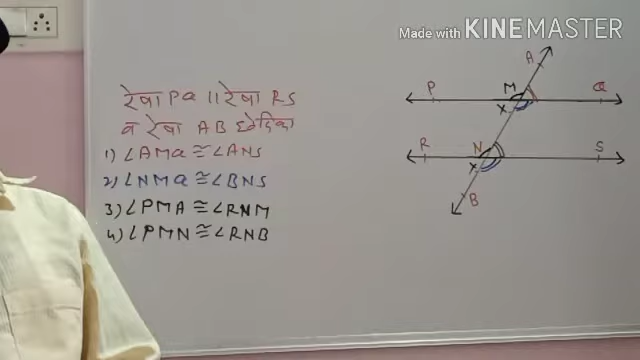 Made with KINEMASTER
रेषा PQ || रेषा RS
व रेषा AB छेदिका
1) ∠AMQ ≅ ∠ANS
2) ∠NMQ ≅ ∠BNS
3) ∠PMA ≅ ∠RNM
4) ∠PMN ≅ ∠RNB
A
P M Q
X
R N S
X
B